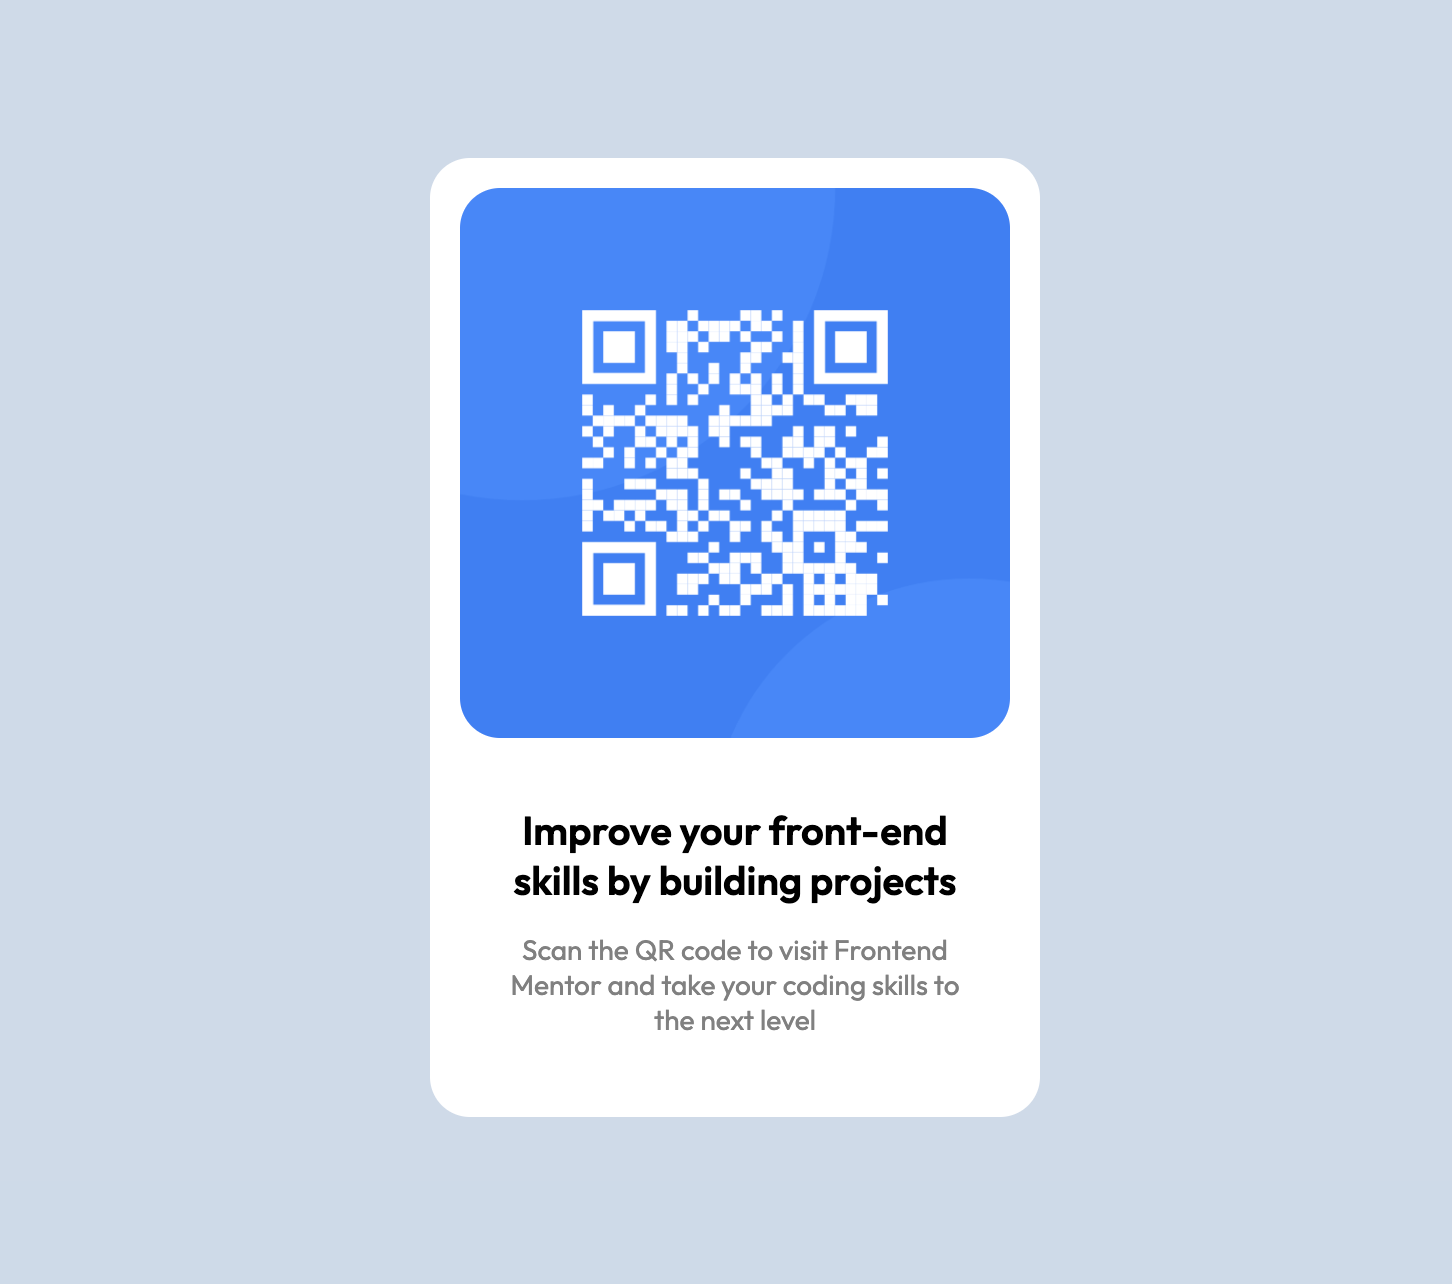 Improve your front-end
skills by building projects
Scan the QR code to visit Frontend
Mentor and take your coding skills to
the next level